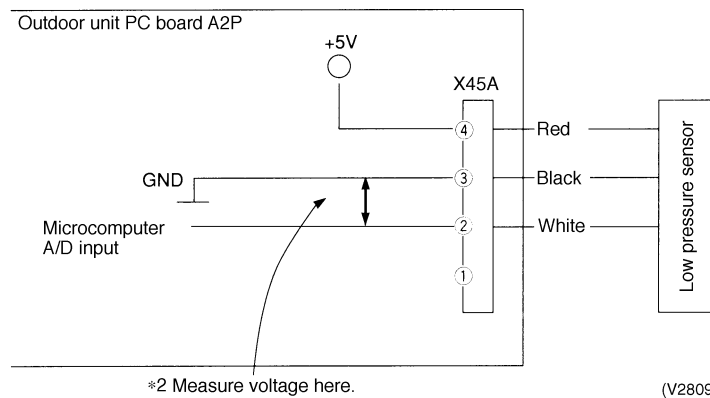 Outdoor unit PC board A2P
+5V
X45A
4
Red
GND
3
Black
Microcomputer
A/D input
2
White
1
Low pressure sensor
*2 Measure voltage here.
(V2809